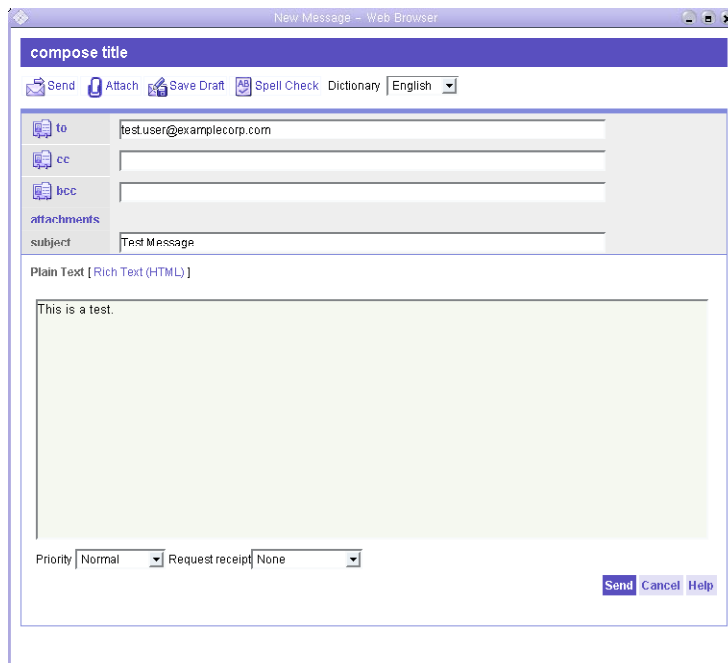 New Message – Web Browser
compose title
Send Attach Save Draft Spell Check Dictionary English
to test.user@examplecorp.com
cc
bcc
attachments
subject Test Message
Plain Text [ Rich Text (HTML) ]
This is a test.
Priority Normal Request receipt None
Send Cancel Help